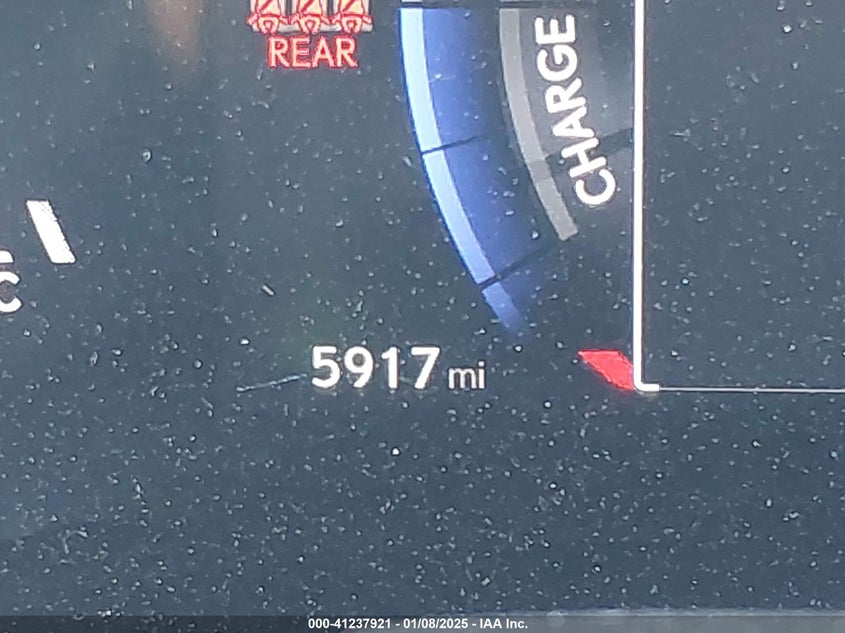 REAR
CHARGE
C
5917 mi
000-41237921 - 01/08/2025 - IAA Inc.